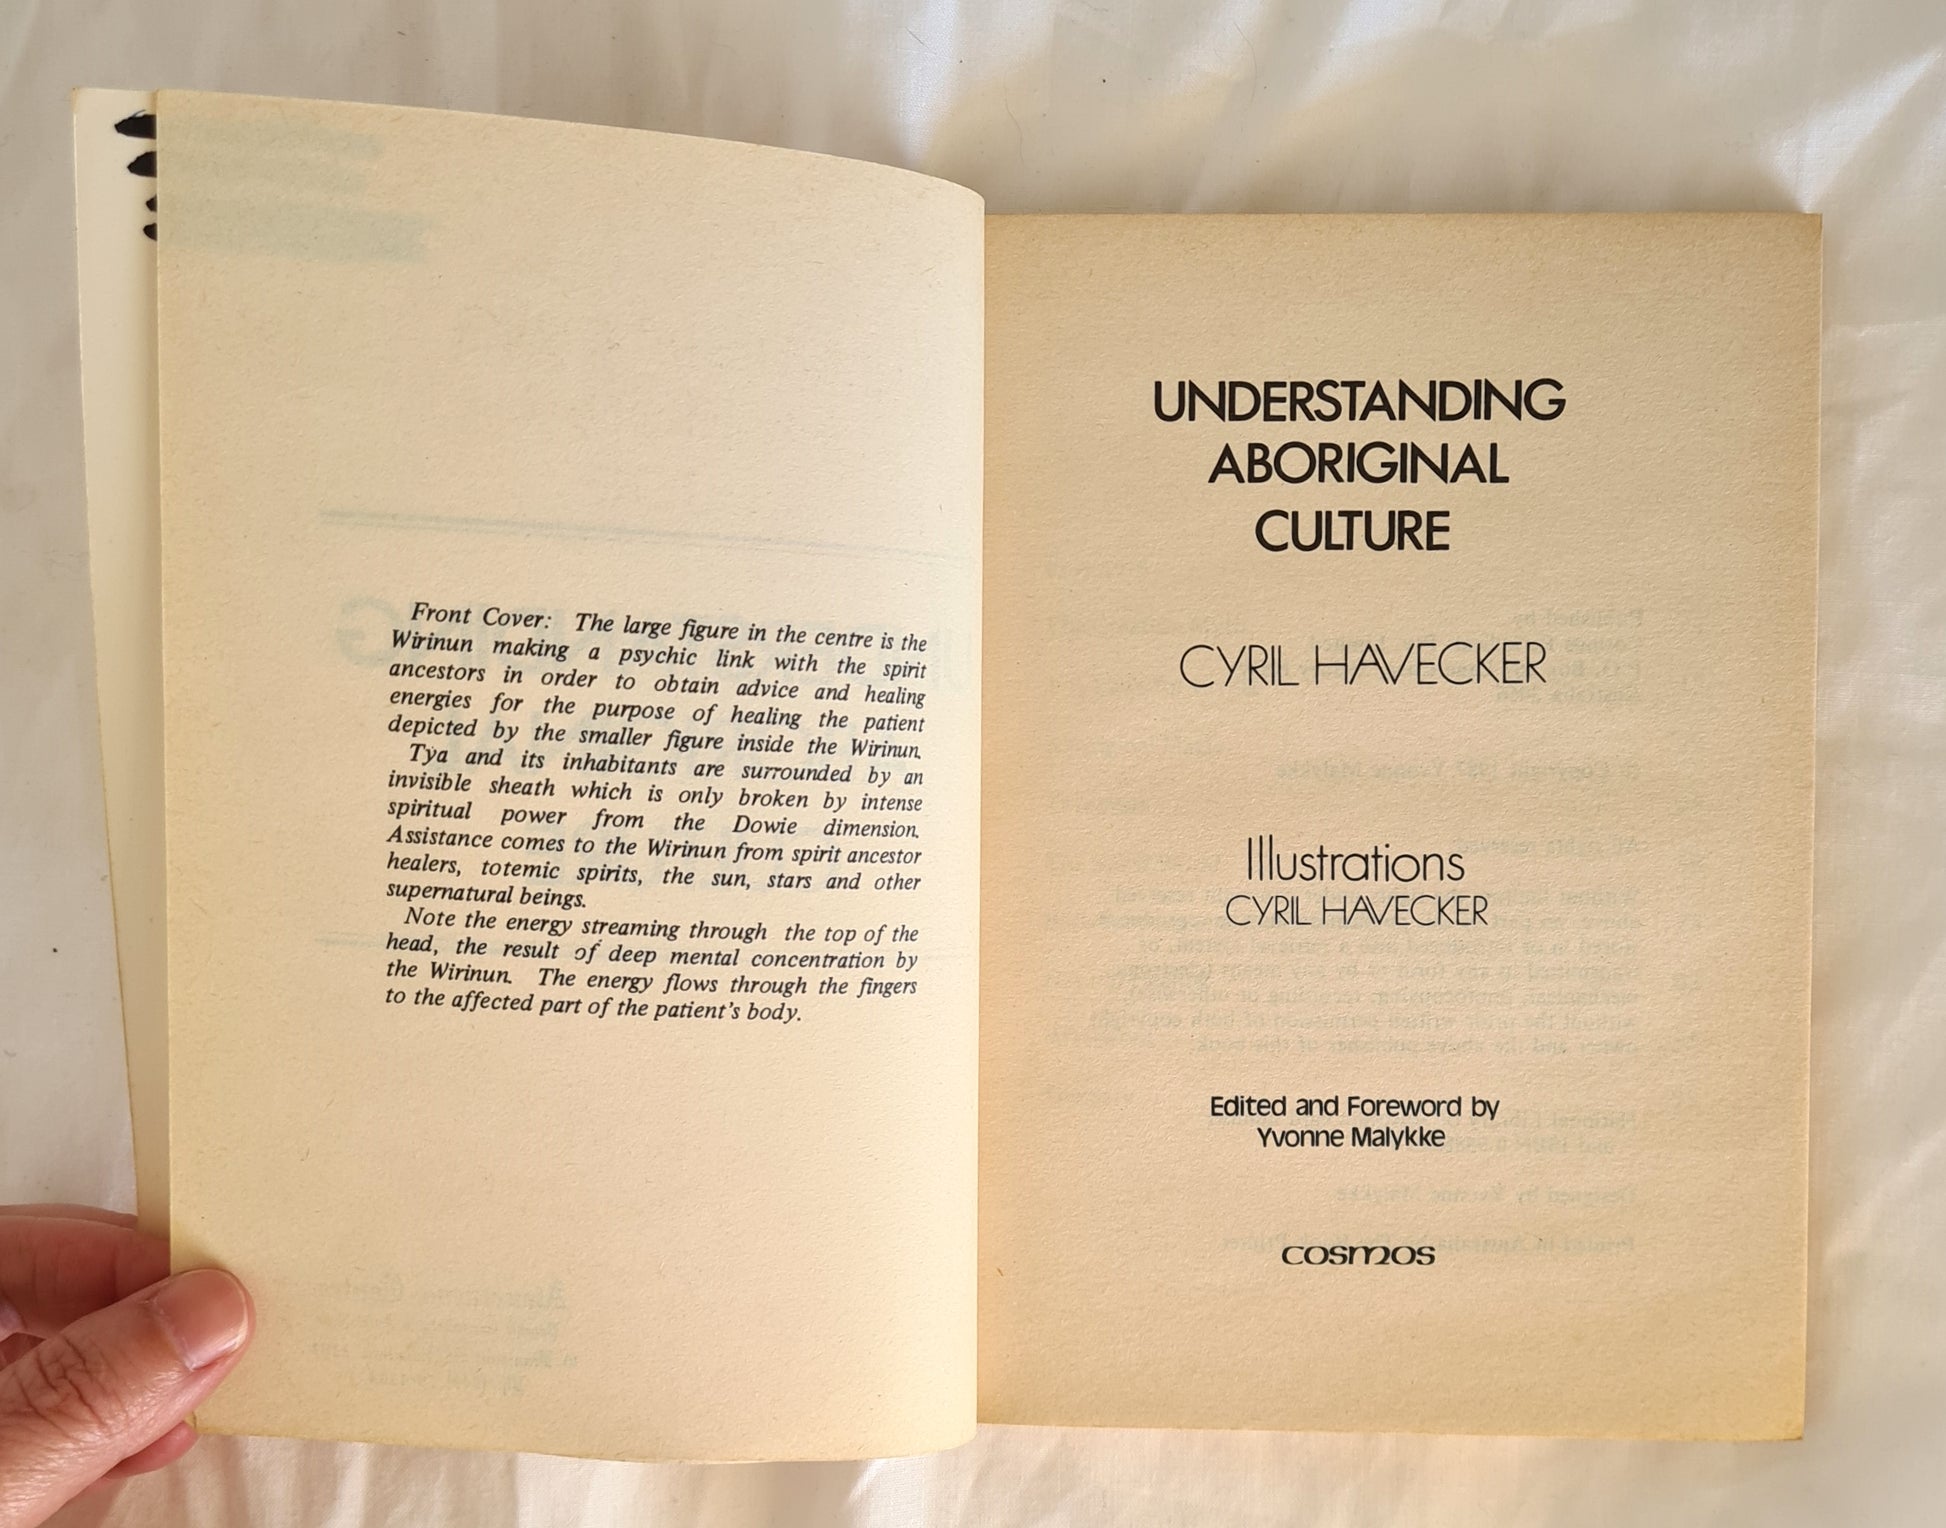 Front Cover: The large figure in the centre is the
Wirinun making a psychic link with the spirit
ancestors in order to obtain advice and healing
energies for the purpose of healing the patient
depicted by the smaller figure inside the Wirinun.
Tya and its inhabitants are surrounded by an
invisible sheath which is only broken by intense
spiritual power from the Dowie dimension.
Assistance comes to the Wirinun from spirit ancestor
healers, totemic spirits, the sun, stars and other
supernatural beings.
Note the energy streaming through the top of the
head, the result of deep mental concentration by
the Wirinun. The energy flows through the fingers
to the affected part of the patient's body.
UNDERSTANDING
ABORIGINAL
CULTURE
CYRIL HAVECKER
Illustrations
CYRIL HAVECKER
Edited and Foreword by
Yvonne Malykke
COSMOS